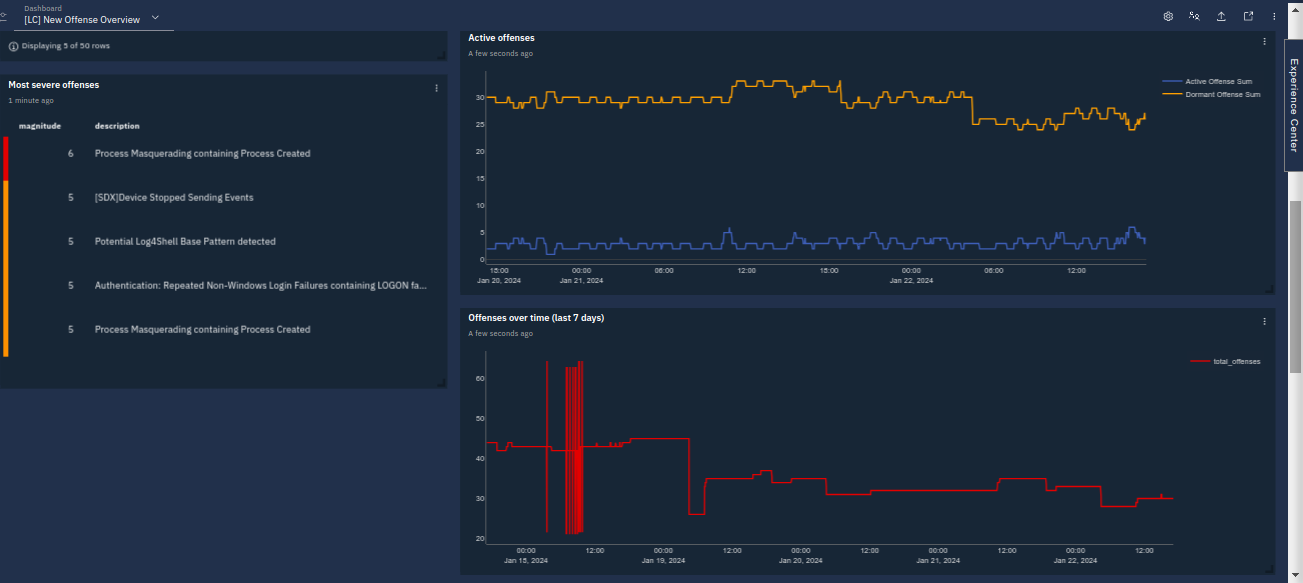 Dashboard
[LC] New Offense Overview
Displaying 5 of 50 rows
Most severe offenses
1 minute ago
magnitude description
6 Process Masquerading containing Process Created
5 [SDX]Device Stopped Sending Events
5 Potential Log4Shell Base Pattern detected
5 Authentication: Repeated Non-Windows Login Failures containing LOGON fa...
5 Process Masquerading containing Process Created
Active offenses
A few seconds ago
Active Offense Sum
Dormant Offense Sum
30
25
20
15
10
5
0
15:00 00:00 06:00 12:00 18:00 00:00 06:00 12:00
Jan 20, 2024 Jan 21, 2024 Jan 22, 2024
Offenses over time (last 7 days)
A few seconds ago
total_offenses
60
50
40
30
20
00:00 12:00 00:00 12:00 00:00 12:00 00:00 12:00 00:00 12:00
Jan 15, 2024 Jan 19, 2024 Jan 20, 2024 Jan 21, 2024 Jan 22, 2024
Experience Center